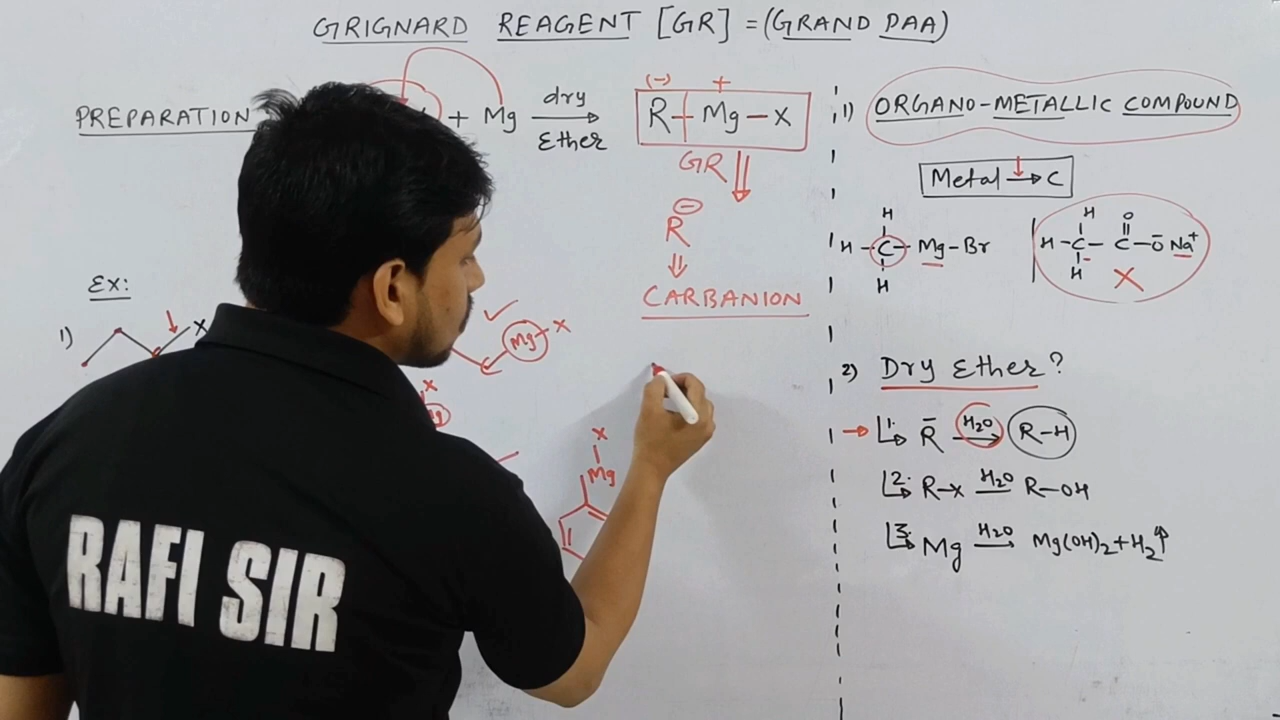 GRIGNARD REAGENT [GR] = (GRAND DAA)
PREPARATION
+ Mg dry Ether → R-Mg-X
(-) +
GR
R⊖
CARBANION
Ex:
1)
X
Mg-X
X
X
Mg
1) ORGANO-METALLIC COMPOUND
Metal → C
H
H-C-Mg-Br
H
H O
H-C-C-O⁻ Na⁺
H
X
2) Dry Ether?
1. R̄ H₂O → R-H
2. R-X H₂O R-OH
3. Mg H₂O → Mg(OH)₂+H₂↑
RAFI SIR